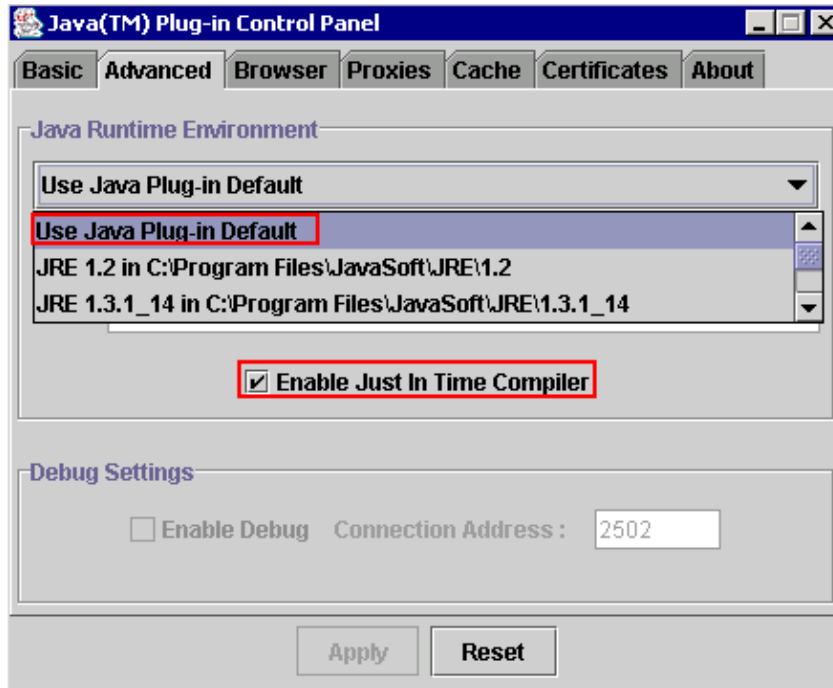 Java(TM) Plug-in Control Panel
Basic Advanced Browser Proxies Cache Certificates About
Java Runtime Environment
Use Java Plug-in Default
Use Java Plug-in Default
JRE 1.2 in C:\Program Files\JavaSoft\JRE\1.2
JRE 1.3.1_14 in C:\Program Files\JavaSoft\JRE\1.3.1_14
Enable Just In Time Compiler
Debug Settings
Enable Debug Connection Address : 2502
Apply Reset